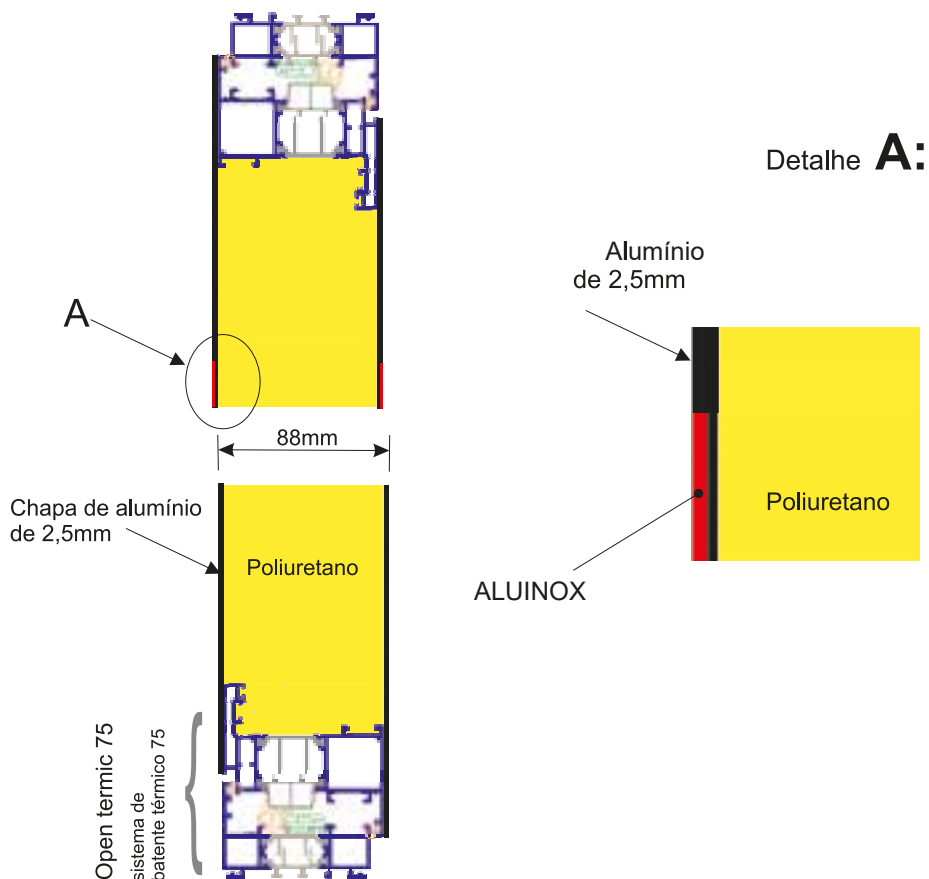 Detalhe A:
Alumínio
de 2,5mm
A
88mm
Chapa de alumínio
de 2,5mm
Poliuretano
Poliuretano
ALUINOX
Open termic 75
sistema de
batente térmico 75